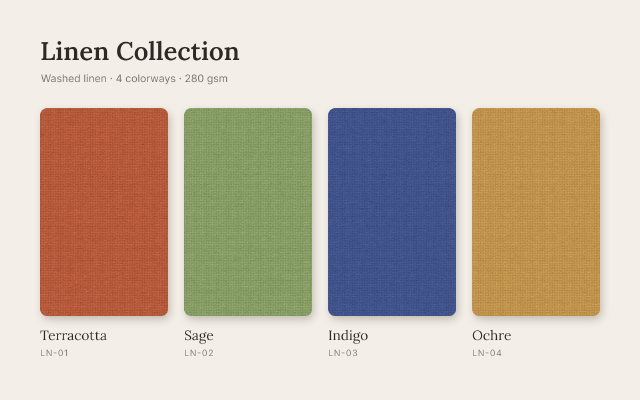 Linen Collection
Washed linen · 4 colorways · 280 gsm
Terracotta
LN-01
Sage
LN-02
Indigo
LN-03
Ochre
LN-04